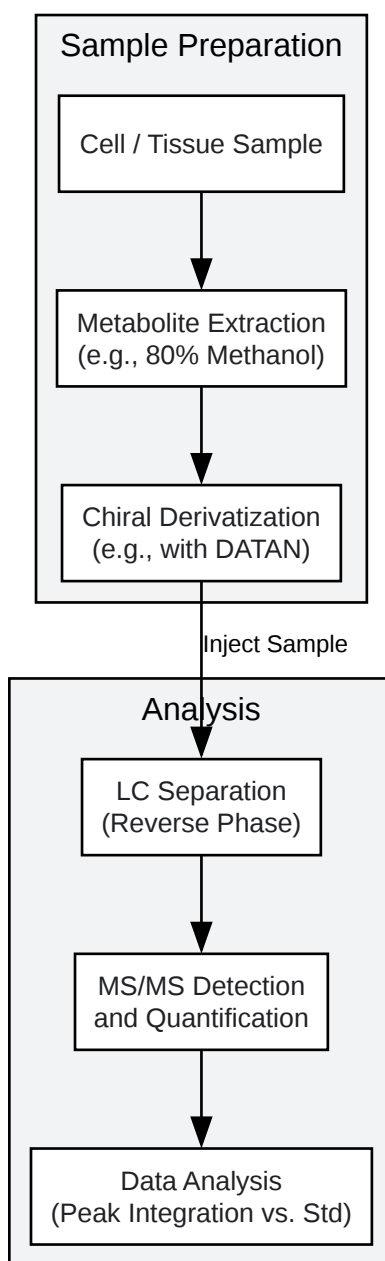 Sample Preparation
Cell / Tissue Sample
Metabolite Extraction
(e.g., 80% Methanol)
Chiral Derivatization
(e.g., with DATAN)
Inject Sample
Analysis
LC Separation
(Reverse Phase)
MS/MS Detection
and Quantification
Data Analysis
(Peak Integration vs. Std)